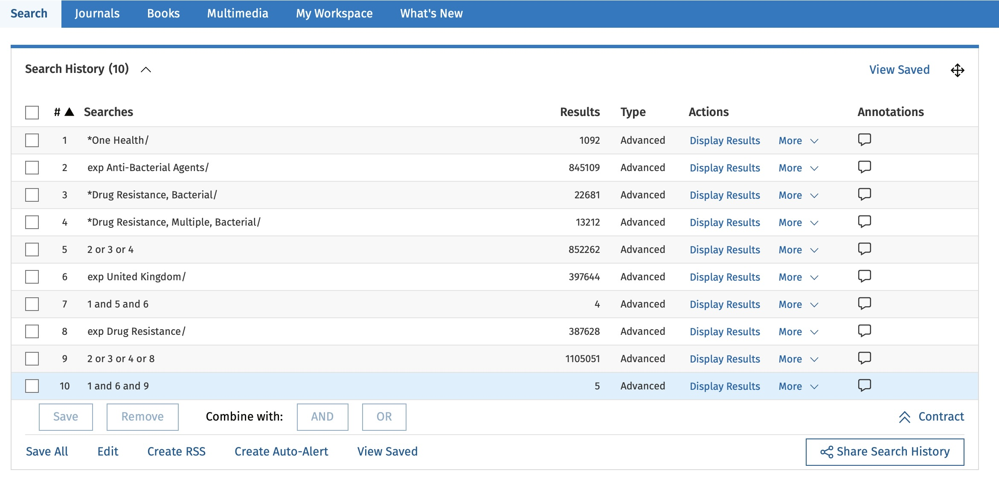 Search Journals Books Multimedia My Workspace What's New
Search History (10) View Saved
# ▲ Searches Results Type Actions Annotations
1 *One Health/ 1092 Advanced Display Results More
2 exp Anti-Bacterial Agents/ 845109 Advanced Display Results More
3 *Drug Resistance, Bacterial/ 22681 Advanced Display Results More
4 *Drug Resistance, Multiple, Bacterial/ 13212 Advanced Display Results More
5 2 or 3 or 4 852262 Advanced Display Results More
6 exp United Kingdom/ 397644 Advanced Display Results More
7 1 and 5 and 6 4 Advanced Display Results More
8 exp Drug Resistance/ 387628 Advanced Display Results More
9 2 or 3 or 4 or 8 1105051 Advanced Display Results More
10 1 and 6 and 9 5 Advanced Display Results More
Save Remove Combine with: AND OR Contract
Save All Edit Create RSS Create Auto-Alert View Saved Share Search History